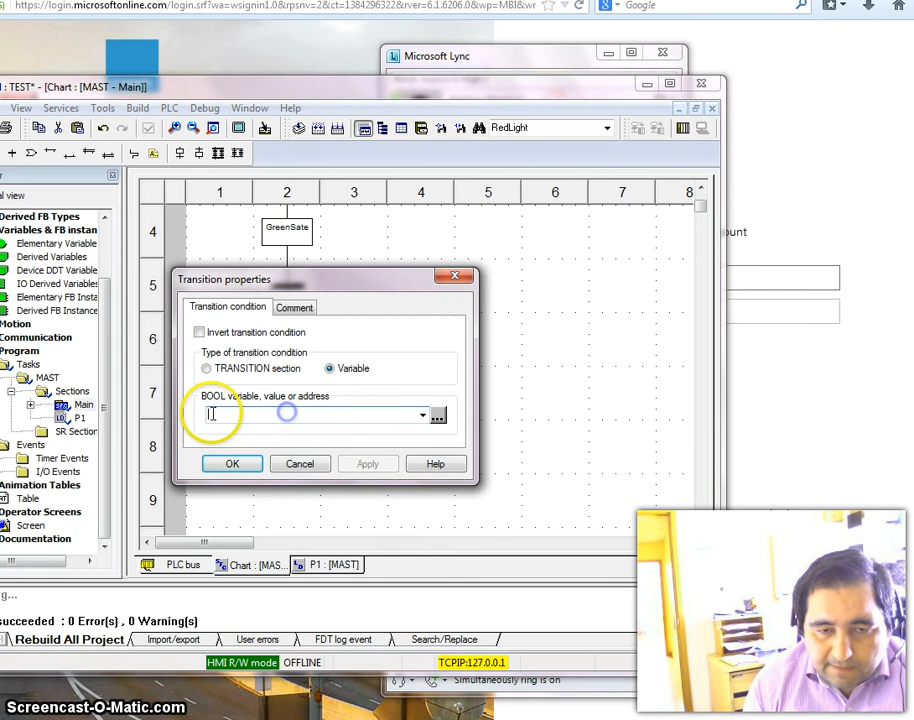 https://login.microsoftonline.com/login.srf?wa=wsignin1.0&rpsnv=2&ct=1384296322&rver=6.1.6206.0&wp=MBI&wr
Google
Microsoft Lync
: TEST* - [Chart : [MAST - Main]]
View Services Tools Build PLC Debug Window Help
RedLight
al view
Derived FB Types
Variables & FB instan
Elementary Variable
Derived Variables
Device DDT Variable
IO Derived Variables
Elementary FB Insta
Derived FB Instance
Motion
Communication
Program
Tasks
MAST
Sections
Main
P1
SR Section
Events
Timer Events
I/O Events
Animation Tables
Table
Operator Screens
Screen
Documentation
1 2 3 4 5 6 7 8
4
5
6
7
8
9
GreenSate
Transition properties
Transition condition Comment
Invert transition condition
Type of transition condition
TRANSITION section Variable
BOOL variable, value or address
OK Cancel Apply Help
ount
PLC bus Chart : [MAS... P1 : [MAST]
g...
succeeded : 0 Error(s) , 0 Warning(s)
Rebuild All Project Import/export User errors FDT log event Search/Replace
HMI R/W mode OFFLINE TCPIP:127.0.0.1
Simultaneously ring is on
Screencast-O-Matic.com